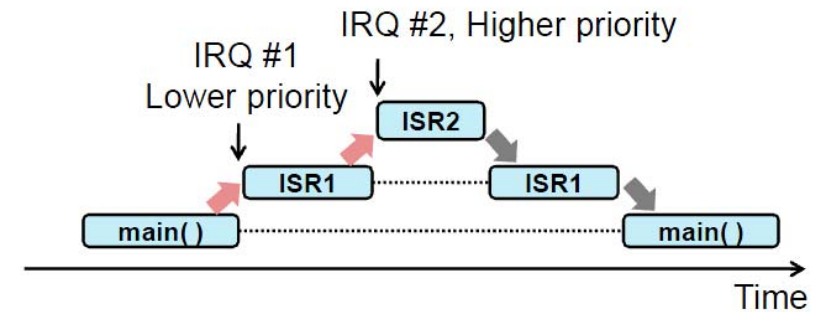 IRQ #2, Higher priority
IRQ #1
Lower priority
ISR2
ISR1
ISR1
main( )
main( )
Time